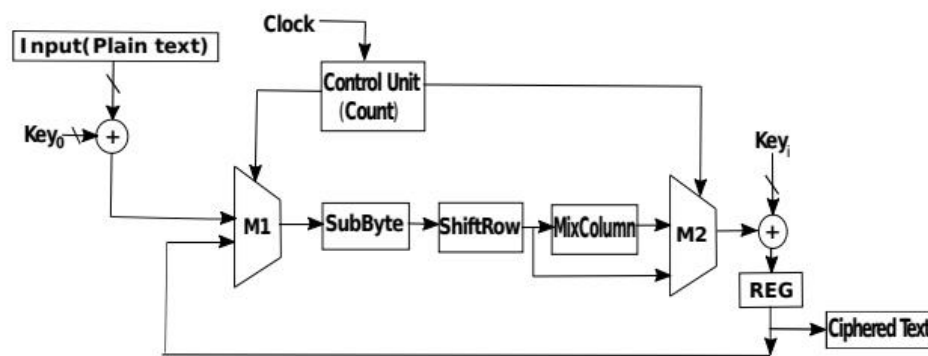 Clock
Input(Plain text)
Control Unit
(Count)
Key0
+
Keyi
M1
SubByte
ShiftRow
MixColumn
M2
+
REG
Ciphered Text